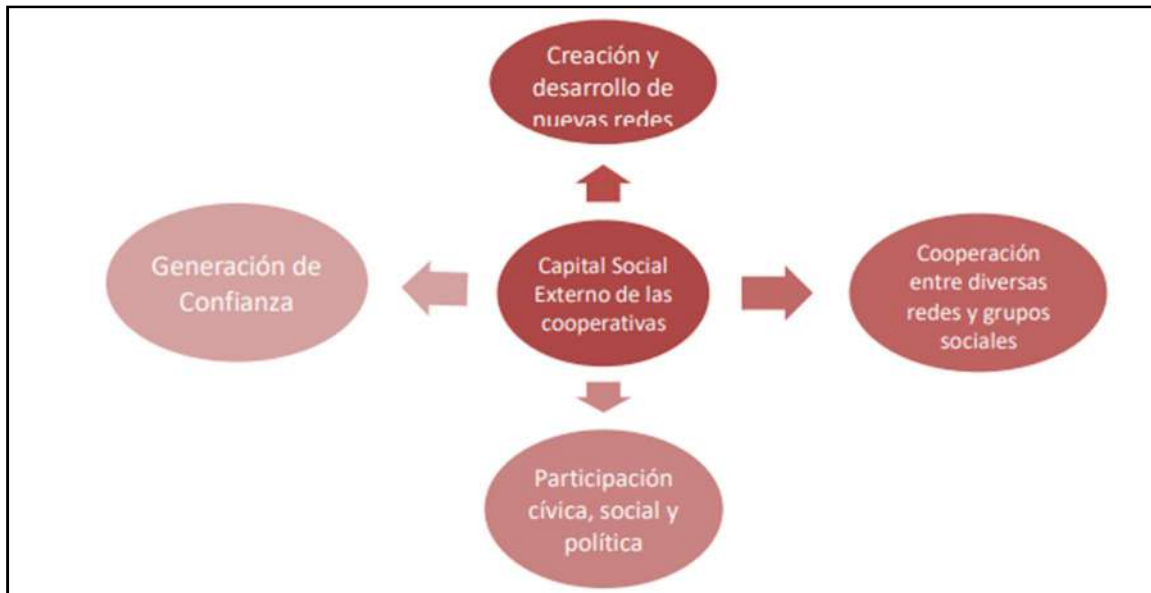 Creación y
desarrollo de
nuevas redes
Generación de
Confianza
Capital Social
Externo de las
cooperativas
Cooperación
entre diversas
redes y grupos
sociales
Participación
cívica, social y
política